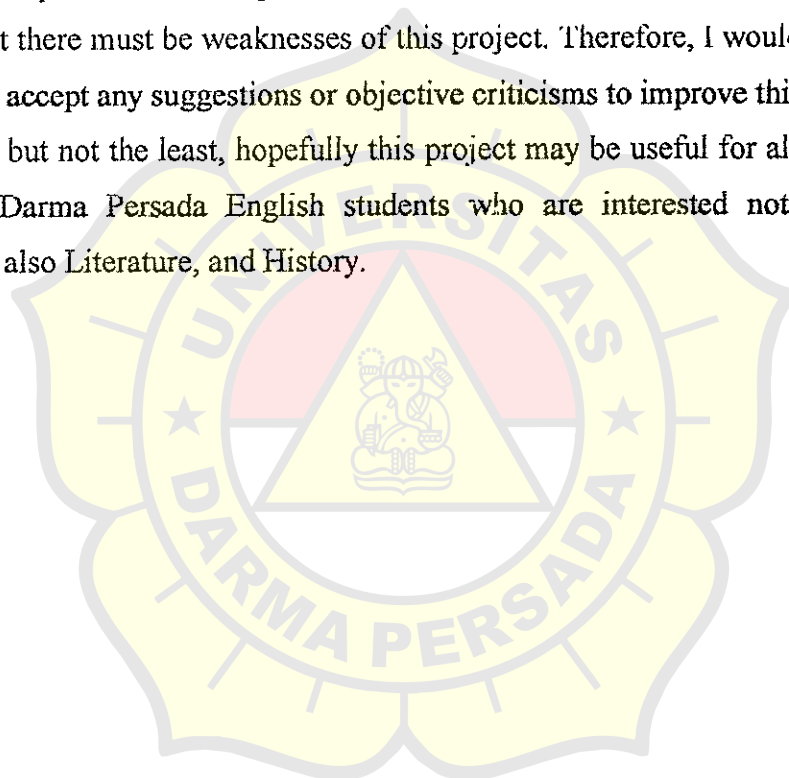 t there must be weaknesses of this project. Therefore, I woul
accept any suggestions or objective criticisms to improve thi
but not the least, hopefully this project may be useful for al
Darma Persada English students who are interested not
also Literature, and History.
UNIVERSITAS
DARMA PERSADA